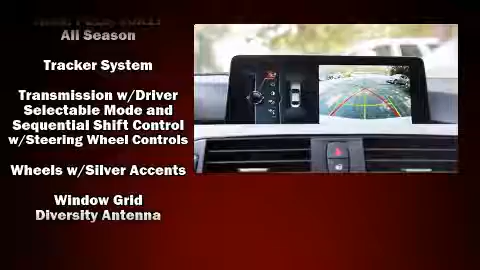 All Season
Tracker System
Transmission w/Driver
Selectable Mode and
Sequential Shift Control
w/Steering Wheel Controls
Wheels w/Silver Accents
Window Grid
Diversity Antenna